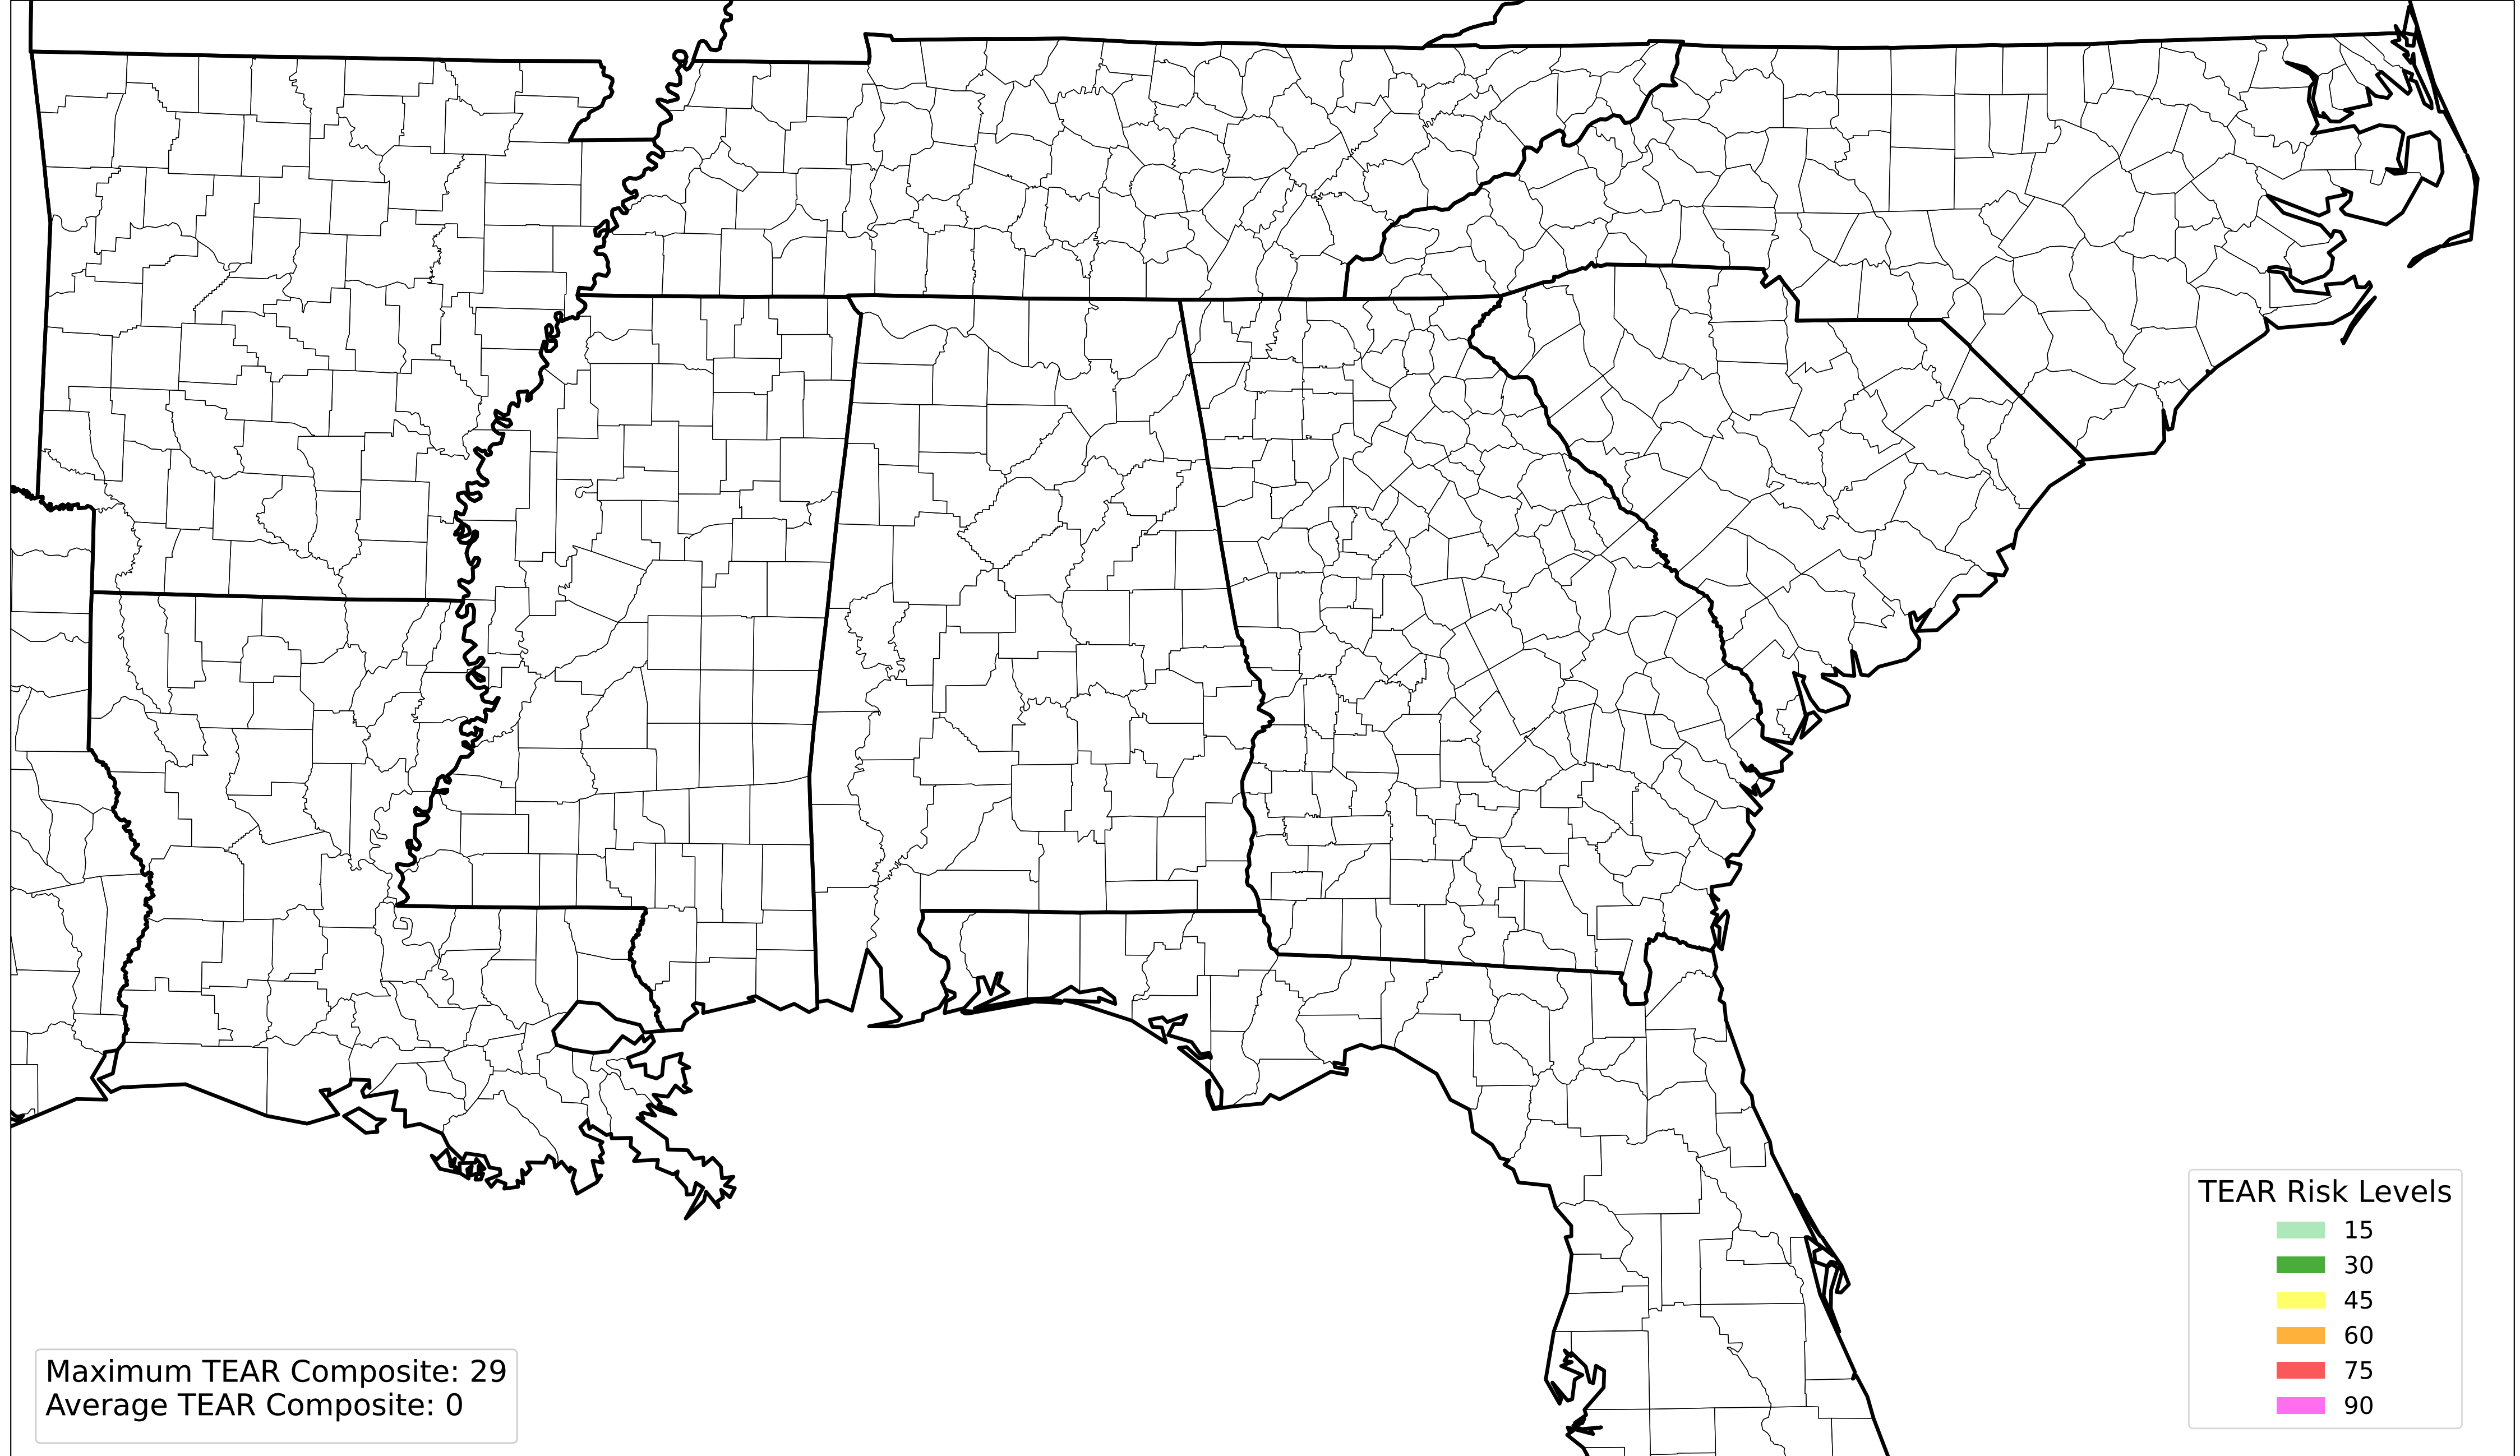 TEAR Risk Levels
15
30
45
60
75
90
Maximum TEAR Composite: 29
Average TEAR Composite: 0